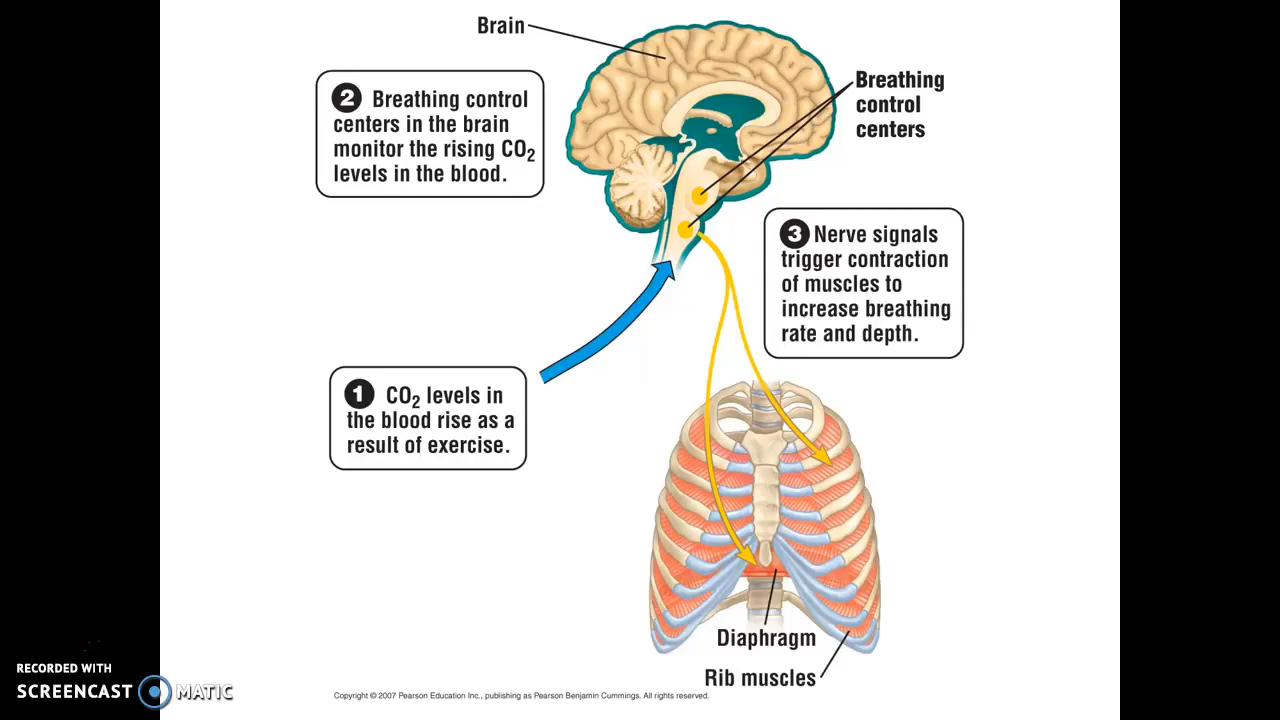 Brain
2 Breathing control
centers in the brain
monitor the rising CO₂
levels in the blood.
Breathing
control
centers
3 Nerve signals
trigger contraction
of muscles to
increase breathing
rate and depth.
1 CO₂ levels in
the blood rise as a
result of exercise.
Diaphragm
Rib muscles
RECORDED WITH
SCREENCAST MATIC
Copyright © 2007 Pearson Education Inc., publishing as Pearson Benjamin Cummings. All rights reserved.